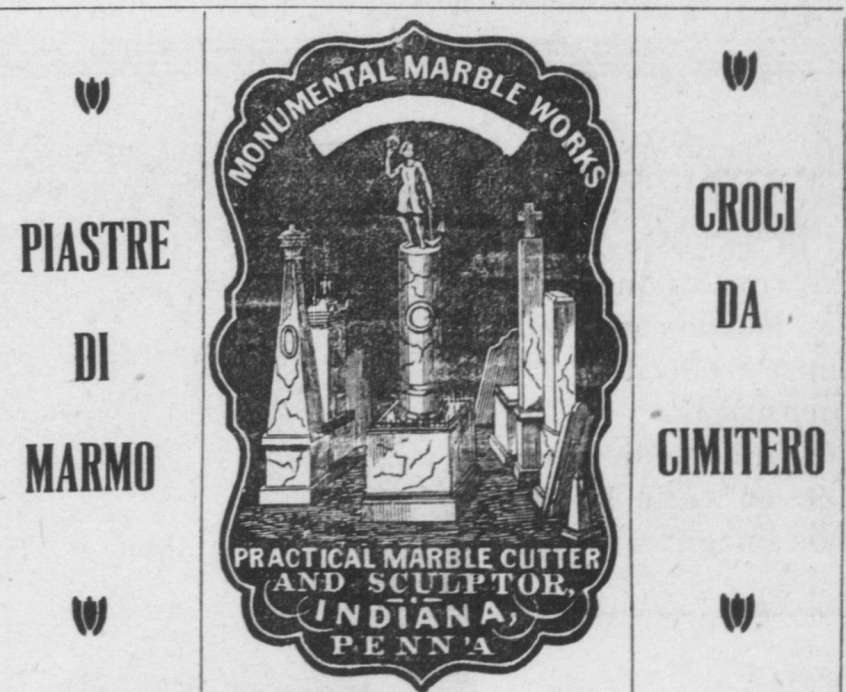 PIASTRE
DI
MARMO
MONUMENTAL MARBLE WORKS
PRACTICAL MARBLE CUTTER
AND SCULPTOR,
INDIANA,
PENN'A
CROCI
DA
CIMITERO